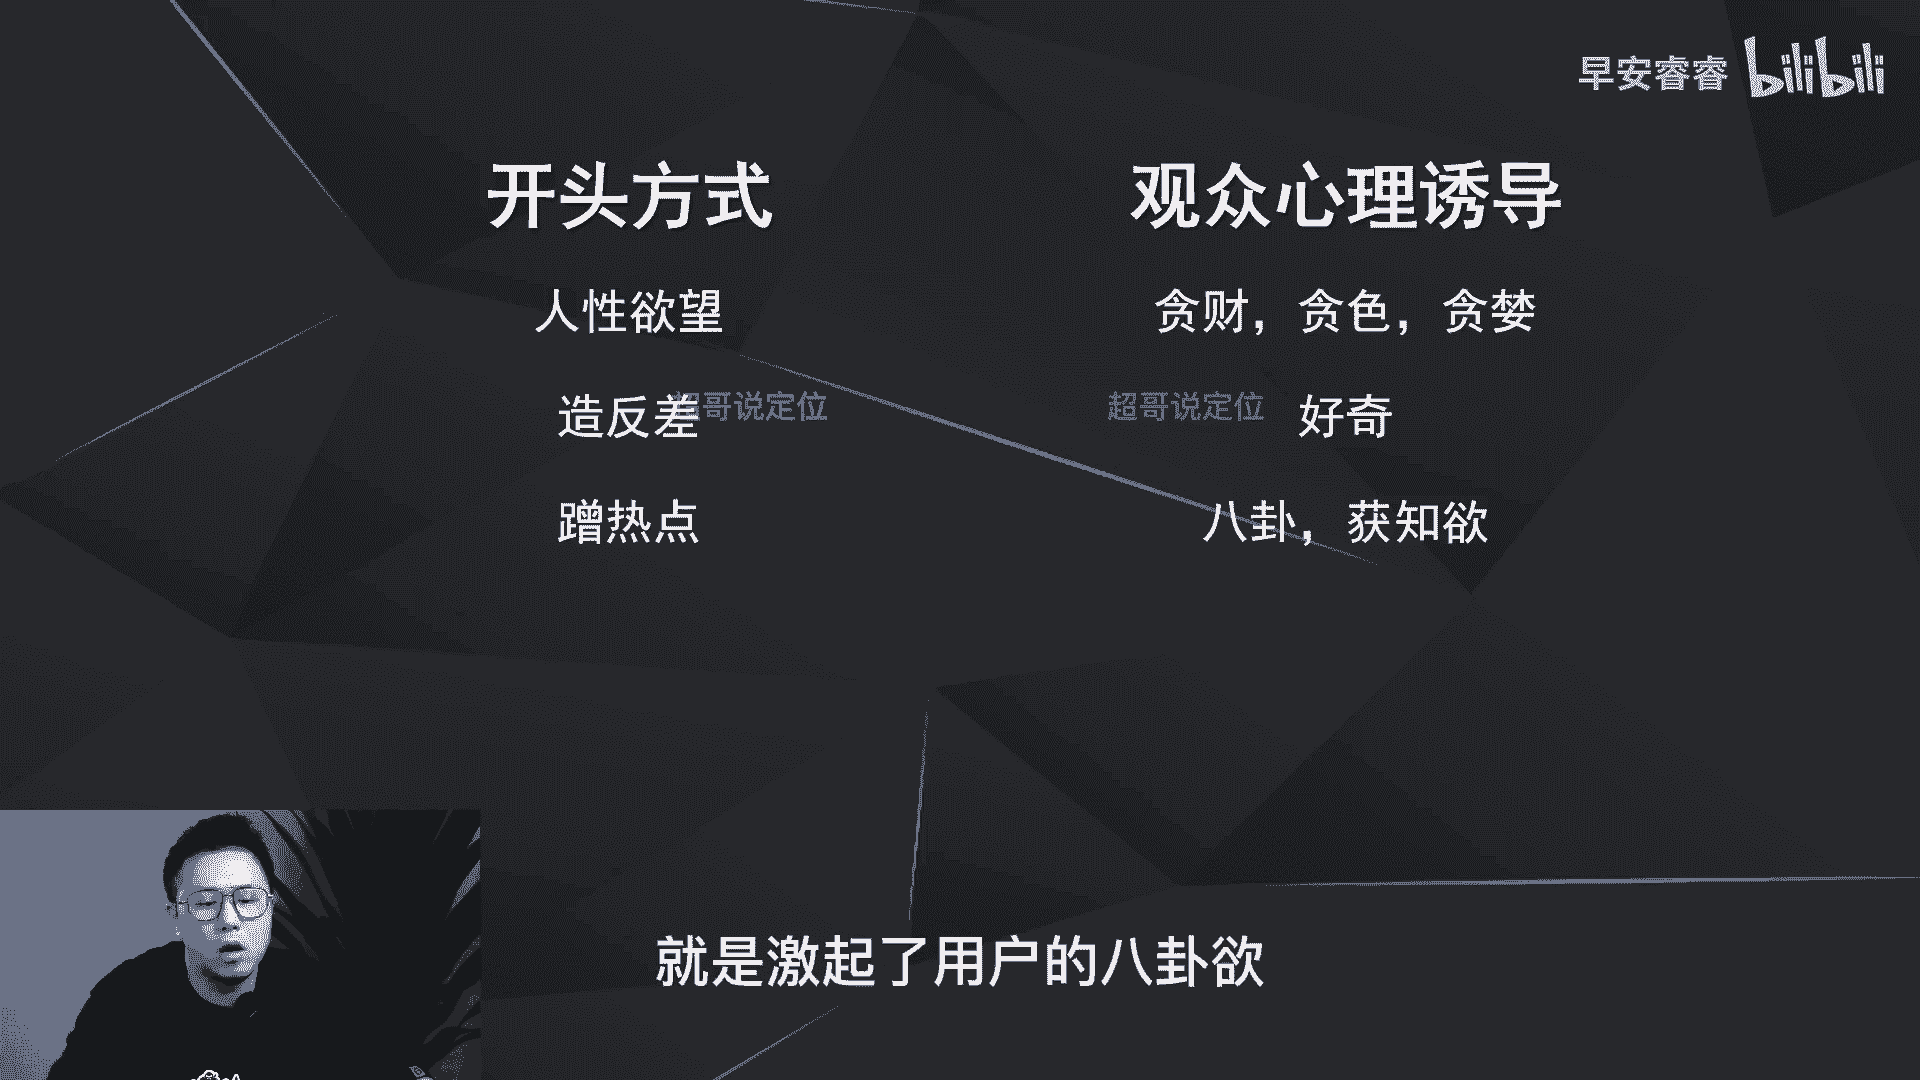 早安睿睿 bilibili
开头方式 观众心理诱导
人性欲望 贪财，贪色，贪婪
造反差 好奇
超哥说定位 超哥说定位
蹭热点 八卦，获知欲
就是激起了用户的八卦欲